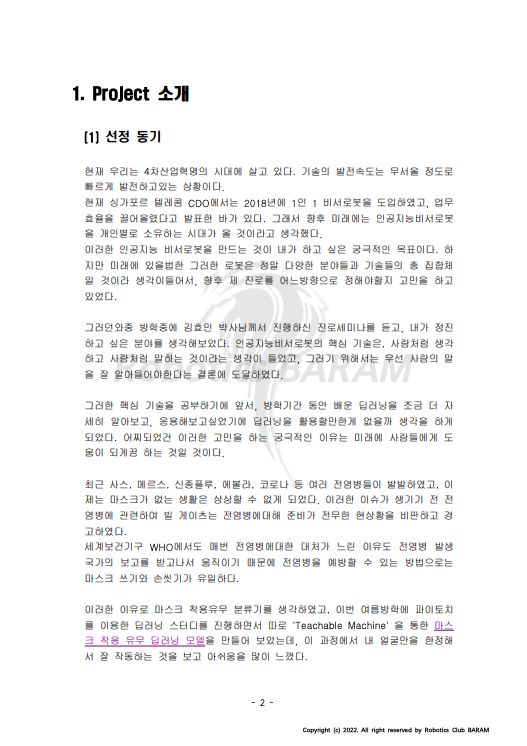 1. Project 소개
(1) 선정 동기
현재 우리는 4차산업혁명의 시대에 살고 있다. 기술의 발전속도는 무서울 정도로
빠르게 발전하고있는 상황이다.
현재 싱가포르 텔레콤 CDO에서는 2018년에 1인 1 비서로봇을 도입하였고, 업무
효율을 끌어올렸다고 발표한 바가 있다. 그래서 향후 미래에는 인공지능비서로봇
을 개인별로 소유하는 시대가 올 것이라고 생각했다.
이러한 인공지능 비서로봇을 만드는 것이 내가 하고 싶은 궁극적인 목표이다. 하
지만 미래에 있을법한 그러한 로봇은 정말 다양한 분야들과 기술들의 총 집합체
일 것이라 생각이들어서, 향후 제 진로를 어느방향으로 정해야할지 고민을 하고
있었다.
그러던와중 방학중에 김효민 박사님께서 진행하신 진로세미나를 듣고, 내가 정진
하고 싶은 분야를 생각해보았다. 인공지능비서로봇의 핵심 기술은, 사람처럼 생각
하고 사람처럼 말하는 것이라는 생각이 들었고, 그러기 위해서는 우선 사람의 말
을 잘 알아들어야한다는 결론에 도달하였다.
ROBOTICS BARAM
그러한 핵심 기술을 공부하기에 앞서, 방학기간 동안 배운 딥러닝을 조금 더 자
세히 알아보고, 응용해보고싶었기에 딥러닝을 활용할만한게 없을까 생각을 하게
되었다. 어찌되었건 이러한 고민을 하는 궁극적인 이유는 미래에 사람들에게 도
움이 되게끔 하는 것일 것이다.
최근 사스, 메르스, 신종플루, 에볼라, 코로나 등 여러 전염병들이 발발하였고, 이
제는 마스크가 없는 생활은 상상할 수 없게 되었다. 이러한 이슈가 생기기 전 전
염병에 관련하여 빌 게이츠는 전염병에대해 준비가 전무한 현상황을 비판하고 경
고하였다.
세계보건기구 WHO에서도 매번 전염병에대한 대처가 느린 이유도 전염병 발생
국가의 보고를 받고나서 움직이기 때문에 전염병을 예방할 수 있는 방법으로는
마스크 쓰기와 손씻기가 유일하다.
이러한 이유로 마스크 착용유무 분류기를 생각하였고, 이번 여름방학에 파이토치
를 이용한 딥러닝 스터디를 진행하면서 따로 'Teachable Machine' 을 통한 마스
크 착용 유무 딥러닝 모델을 만들어 보았는데, 이 과정에서 내 얼굴만을 한정해
서 잘 작동하는 것을 보고 아쉬움을 많이 느꼈다.
- 2 -
Copyright (c) 2022. All right reserved by Robotics Club BARAM